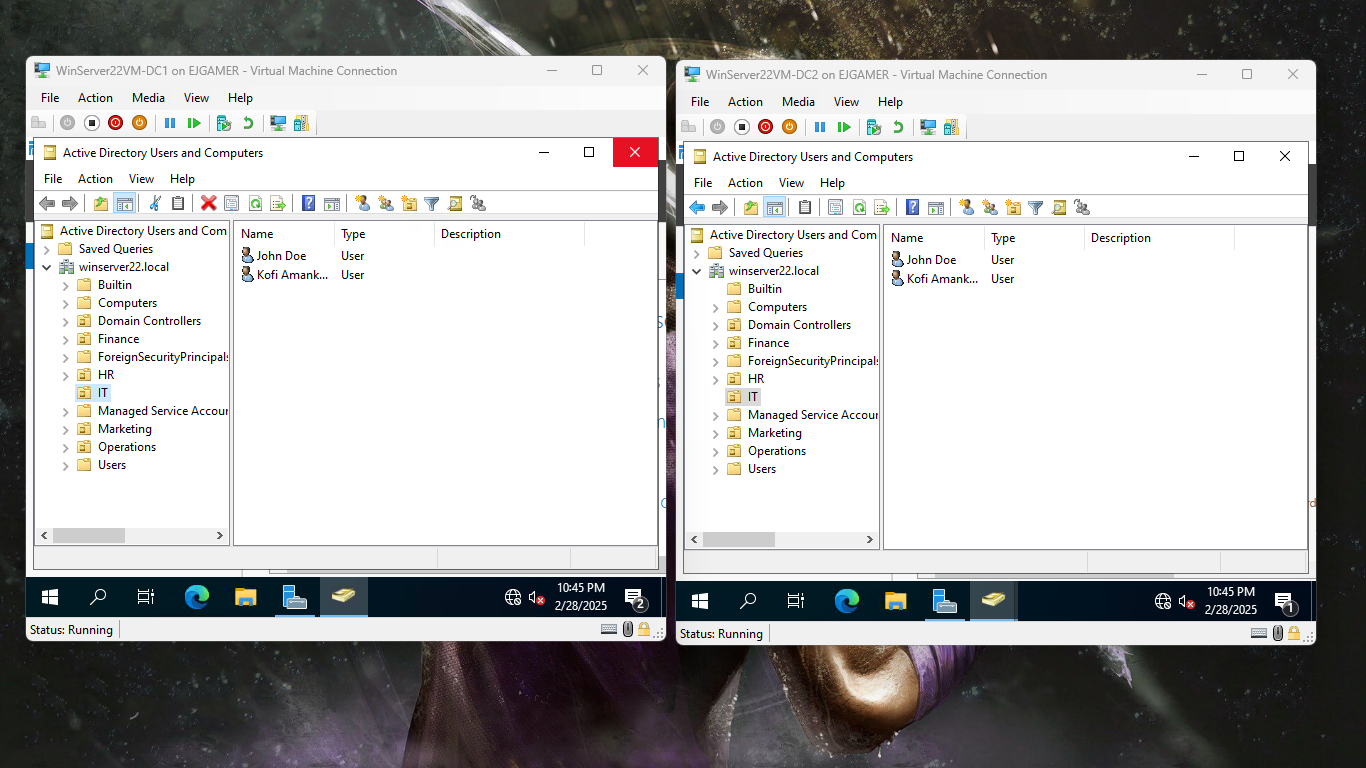 WinServer22VM-DC1 on EJGAMER - Virtual Machine Connection
File Action Media View Help
Active Directory Users and Computers
File Action View Help
Active Directory Users and Com
Saved Queries
winserver22.local
Builtin
Computers
Domain Controllers
Finance
ForeignSecurityPrincipals
HR
IT
Managed Service Accour
Marketing
Operations
Users
Name Type Description
John Doe User
Kofi Amank... User
10:45 PM
2/28/2025
2
Status: Running
WinServer22VM-DC2 on EJGAMER - Virtual Machine Connection
File Action Media View Help
Active Directory Users and Computers
File Action View Help
Active Directory Users and Com
Saved Queries
winserver22.local
Builtin
Computers
Domain Controllers
Finance
ForeignSecurityPrincipals
HR
IT
Managed Service Accour
Marketing
Operations
Users
Name Type Description
John Doe User
Kofi Amank... User
10:45 PM
2/28/2025
1
Status: Running